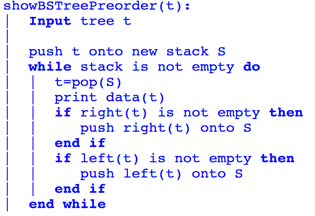 showBSTreePreorder(t):
| Input tree t
|
| push t onto new stack S
| while stack is not empty do
| | t=pop(S)
| | print data(t)
| | if right(t) is not empty then
| | push right(t) onto S
| | end if
| | if left(t) is not empty then
| | push left(t) onto S
| | end if
| end while